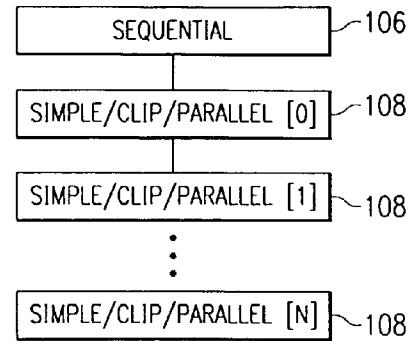 SEQUENTIAL 106
SIMPLE/CLIP/PARALLEL [0] 108
SIMPLE/CLIP/PARALLEL [1] 108
SIMPLE/CLIP/PARALLEL [N] 108